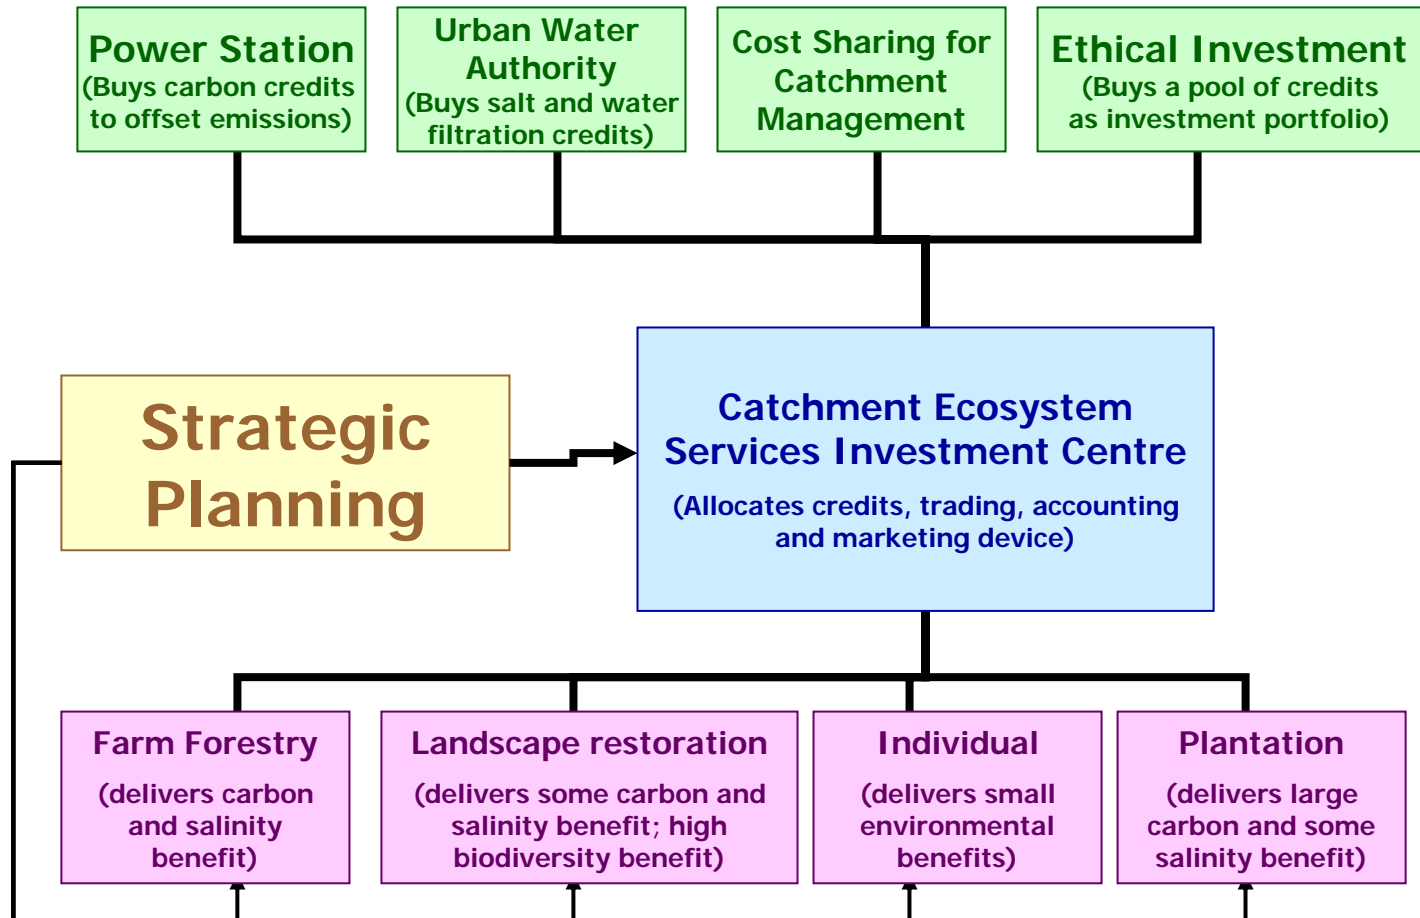 Power Station
(Buys carbon credits
to offset emissions)
Urban Water
Authority
(Buys salt and water
filtration credits)
Cost Sharing for
Catchment
Management
Ethical Investment
(Buys a pool of credits
as investment portfolio)
Strategic
Planning
Catchment Ecosystem
Services Investment Centre
(Allocates credits, trading, accounting
and marketing device)
Farm Forestry
(delivers carbon
and salinity
benefit)
Landscape restoration
(delivers some carbon and
salinity benefit; high
biodiversity benefit)
Individual
(delivers small
environmental
benefits)
Plantation
(delivers large
carbon and some
salinity benefit)